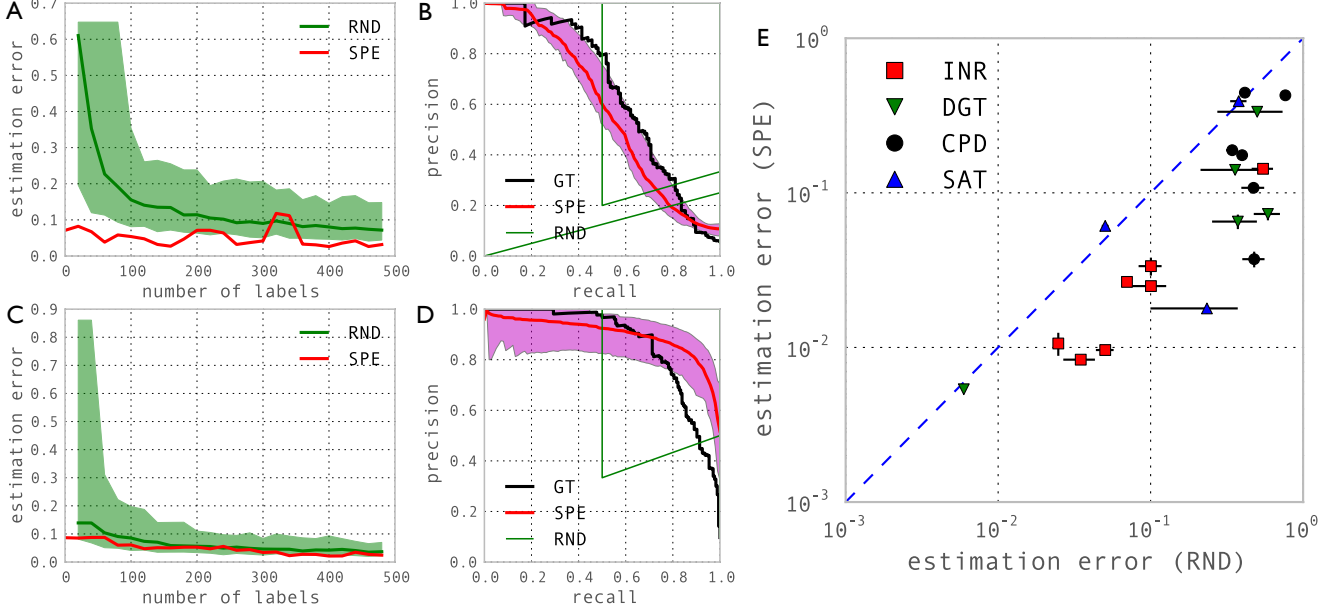 A
0.7
0.6
0.5
0.4
0.3
0.2
0.1
0.0
estimation error
RND
SPE
0 100 200 300 400 500
number of labels
B
1.0
0.8
0.6
0.4
0.2
0.0
precision
GT
SPE
RND
0.0 0.2 0.4 0.6 0.8 1.0
recall
C
0.9
0.8
0.7
0.6
0.5
0.4
0.3
0.2
0.1
0.0
estimation error
RND
SPE
0 100 200 300 400 500
number of labels
D
1.0
0.8
0.6
0.4
0.2
0.0
precision
GT
SPE
RND
0.0 0.2 0.4 0.6 0.8 1.0
recall
E
10^0
10^-1
10^-2
10^-3
estimation error (SPE)
INR
DGT
CPD
SAT
10^-3 10^-2 10^-1 10^0
estimation error (RND)